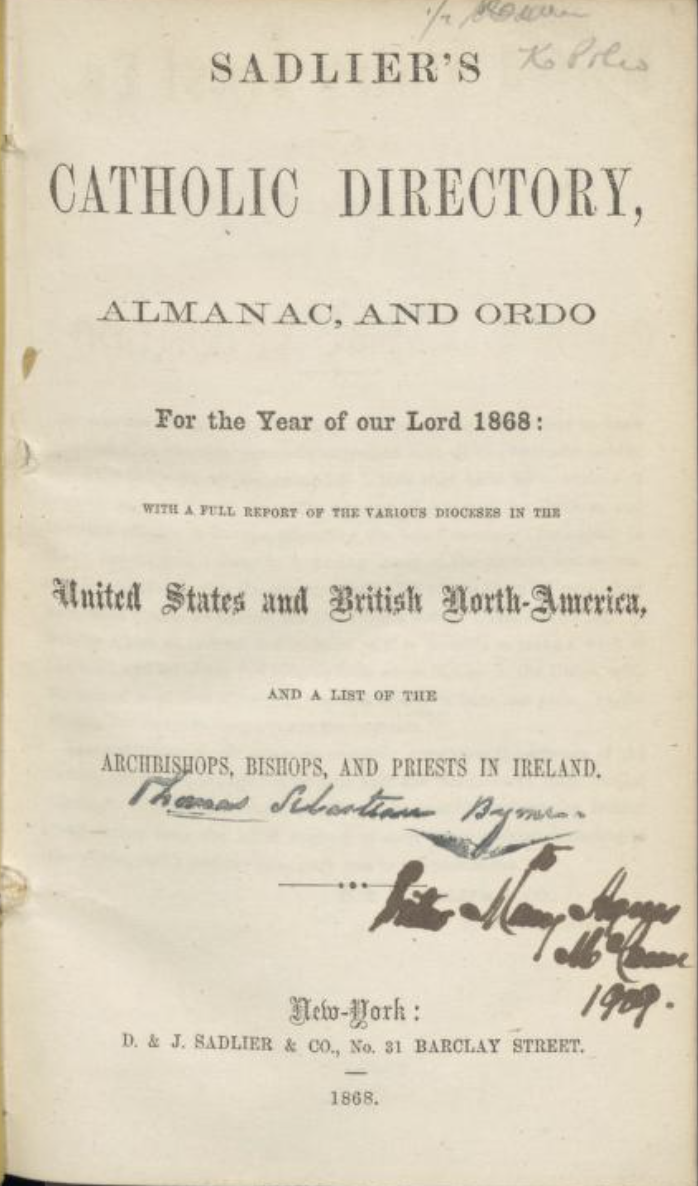 SADLIER'S
CATHOLIC DIRECTORY,
ALMANAC, AND ORDO
For the Year of our Lord 1868:
WITH A FULL REPORT OF THE VARIOUS DIOCESES IN THE
United States and British North-America,
AND A LIST OF THE
ARCHBISHOPS, BISHOPS, AND PRIESTS IN IRELAND.
Thomas Sebastian Byrne
to
Sister Mary Agnes
1909.
New-York:
D. & J. SADLIER & CO., No. 31 BARCLAY STREET.
1868.